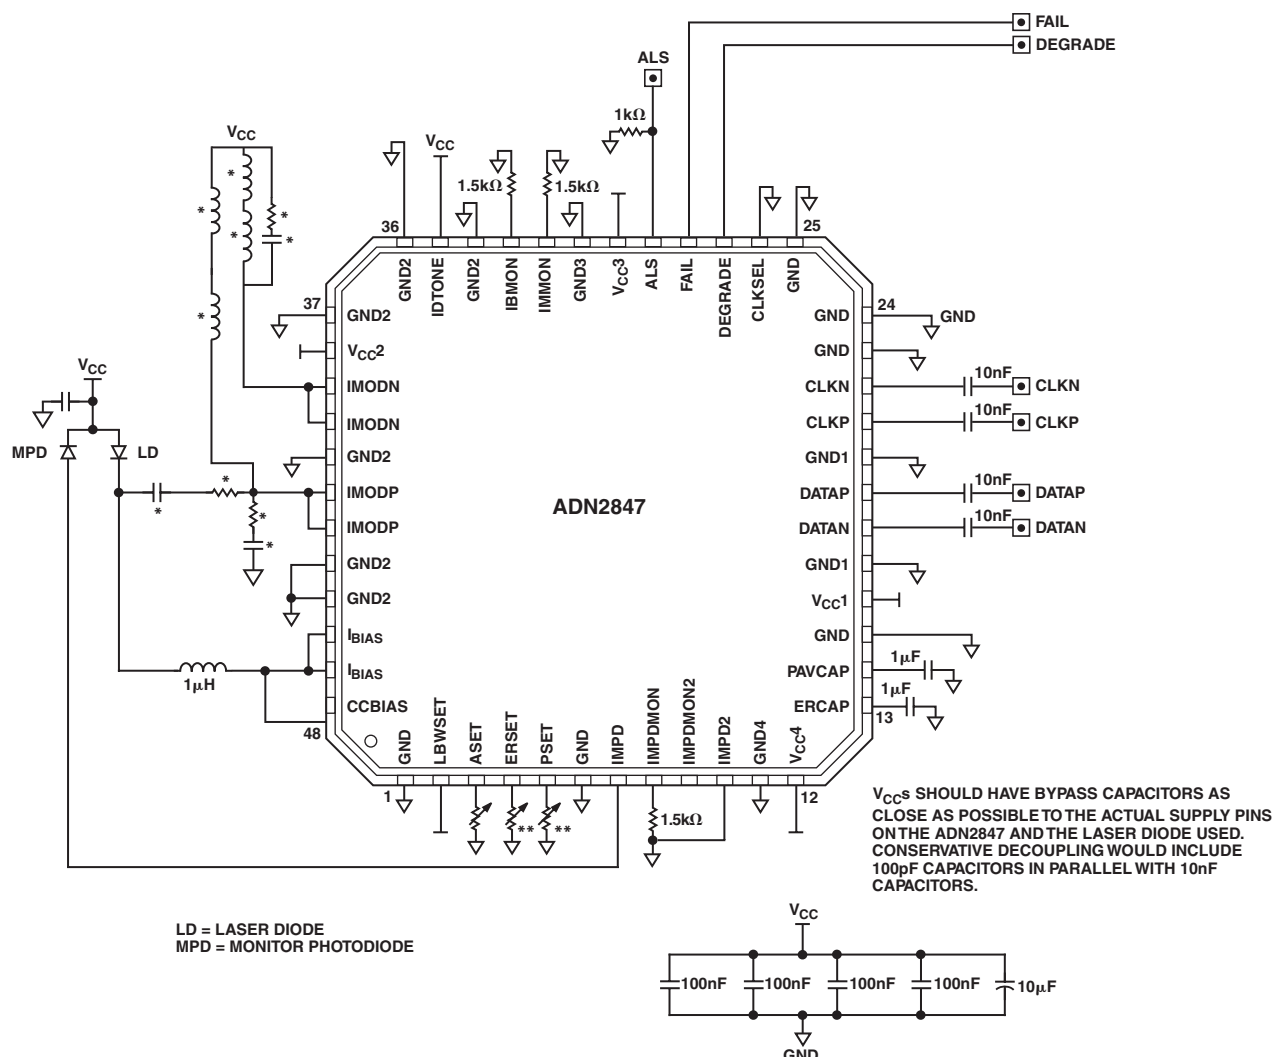 FAIL
DEGRADE
ALS
1kΩ
VCC
VCC
1.5kΩ
1.5kΩ
36
25
GND2
IDTONE
GND2
IBMON
IMMON
GND3
VCC3
ALS
FAIL
DEGRADE
CLKSEL
GND
*
*
*
*
*
*
37
GND2
VCC2
IMODN
IMODN
GND2
IMODP
IMODP
GND2
GND2
IBIAS
IBIAS
CCBIAS
48
VCC
MPD
LD
*
*
*
*
1μH
ADN2847
24
GND
GND
GND
CLKN
10nF
CLKN
CLKP
10nF
CLKP
GND1
DATAP
10nF
DATAP
DATAN
10nF
DATAN
GND1
VCC1
GND
PAVCAP
1μF
ERCAP
1μF
13
GND
LBWSET
ASET
ERSET
PSET
GND
IMPD
IMPDMON
IMPDMON2
IMPD2
GND4
VCC4
1
12
**
**
1.5kΩ
VCCs SHOULD HAVE BYPASS CAPACITORS AS
CLOSE AS POSSIBLE TO THE ACTUAL SUPPLY PINS
ON THE ADN2847 AND THE LASER DIODE USED.
CONSERVATIVE DECOUPLING WOULD INCLUDE
100pF CAPACITORS IN PARALLEL WITH 10nF
CAPACITORS.
LD = LASER DIODE
MPD = MONITOR PHOTODIODE
VCC
100nF
100nF
100nF
100nF
10μF
GND